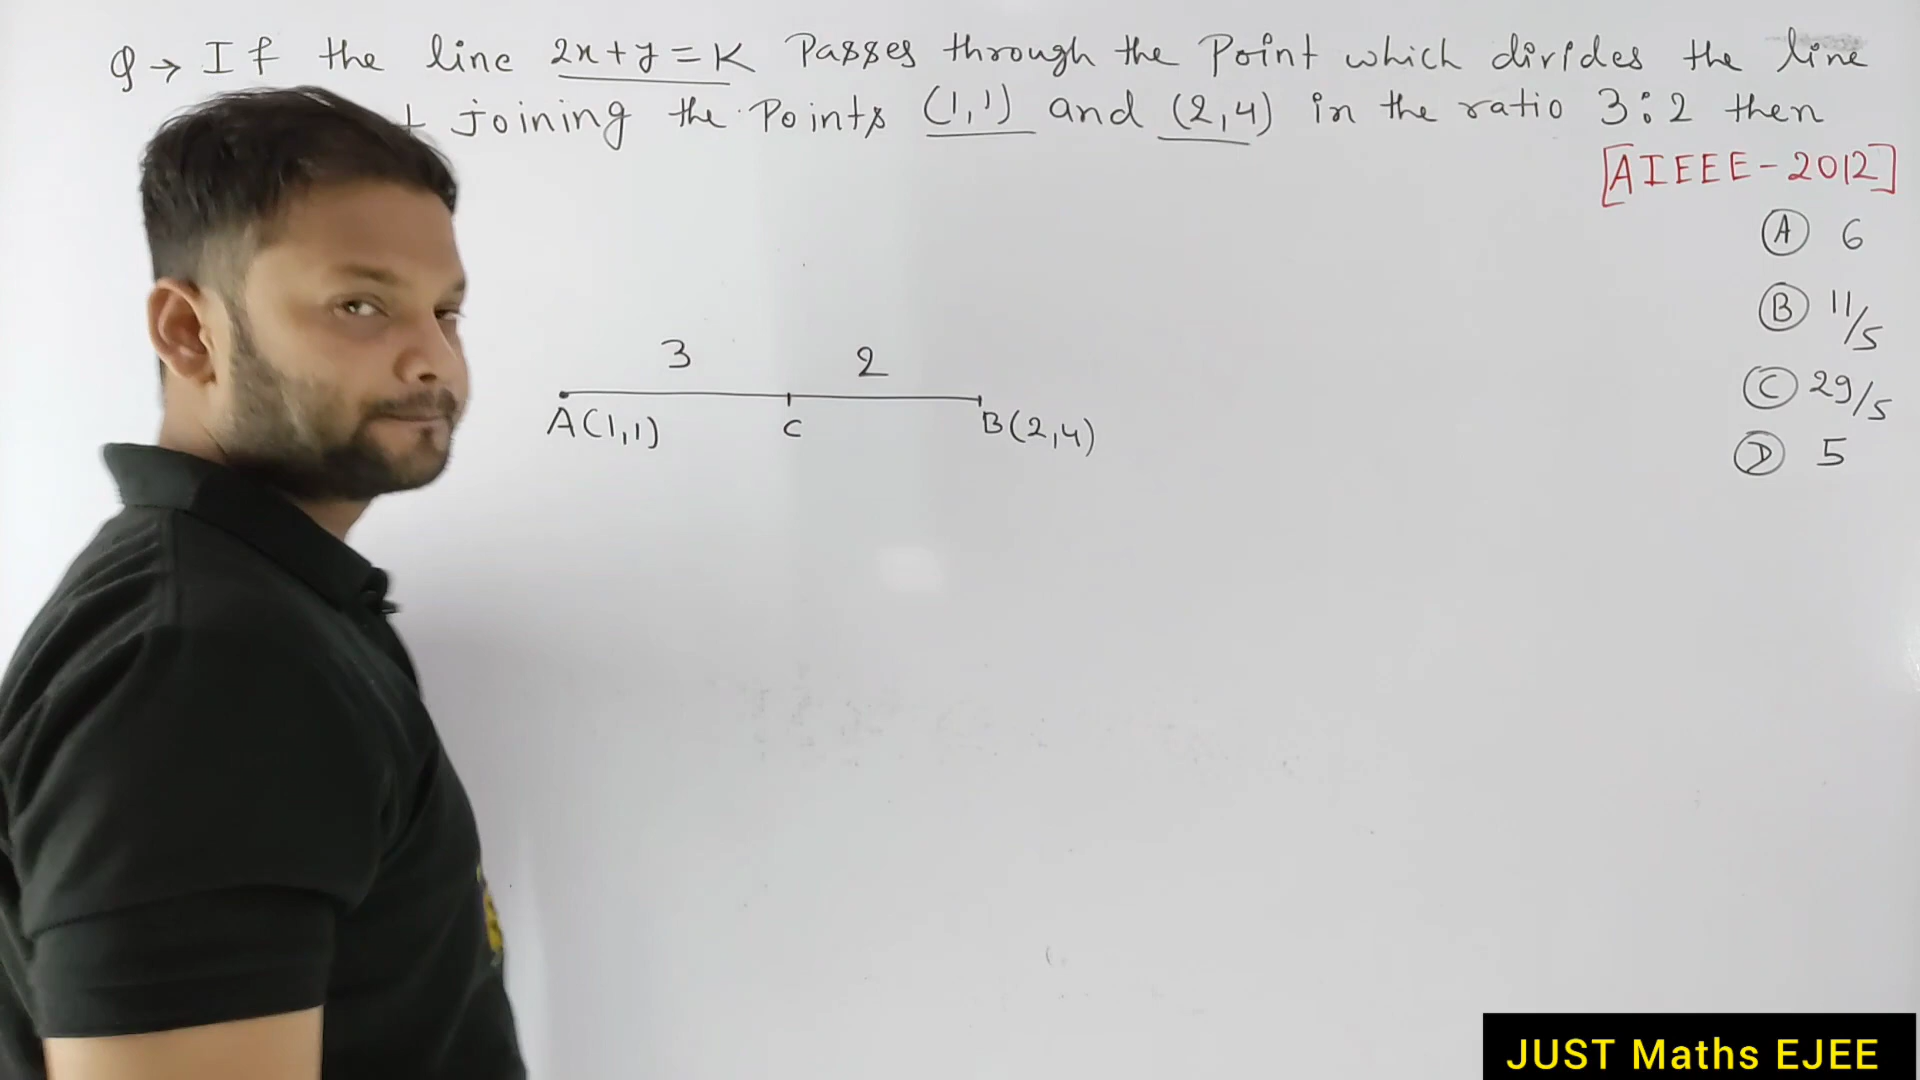 Q → If the line 2x+y=K Passes through the Point which divides the line
joining the Points (1,1) and (2,4) in the ratio 3:2 then
[AIEEE-2012]
(A) 6
(B) 11/5
(C) 29/5
(D) 5
3 2
A(1,1) C B(2,4)
JUST Maths EJEE